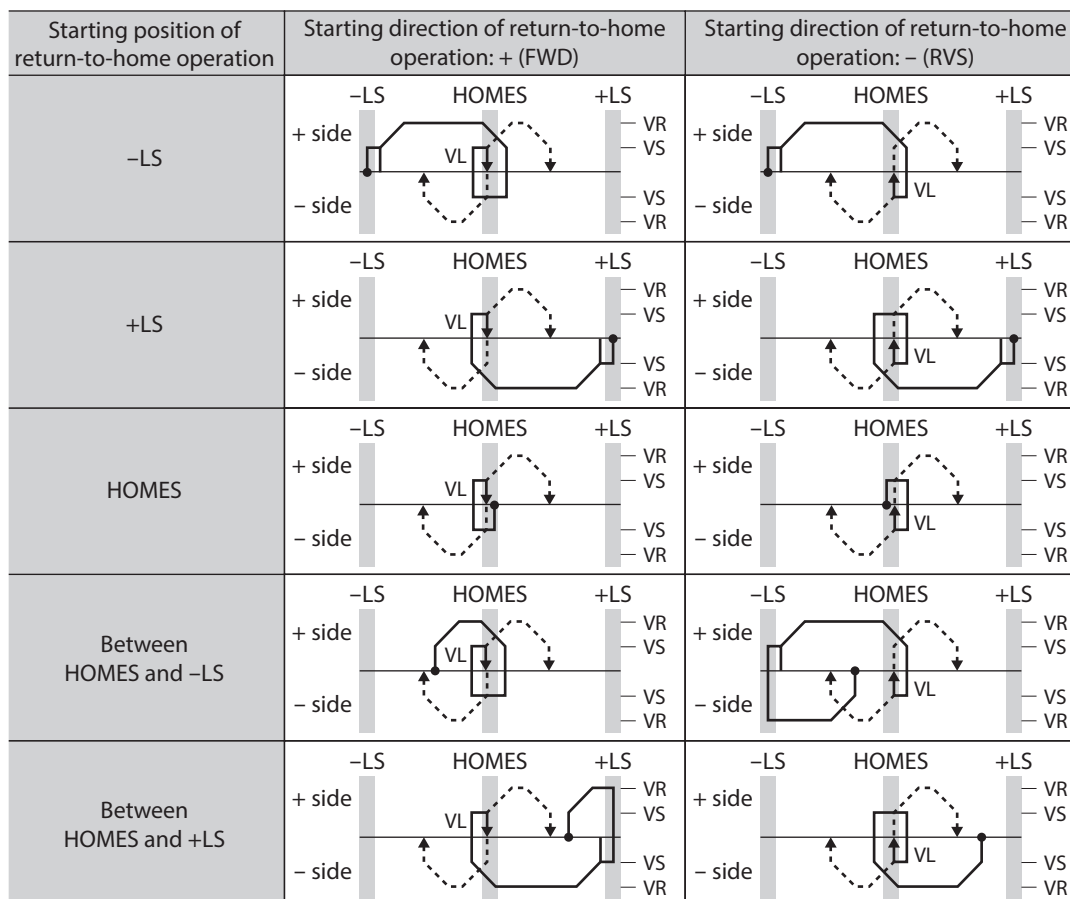 Starting position of
return-to-home operation
Starting direction of return-to-home
operation: + (FWD)
Starting direction of return-to-home
operation: – (RVS)
–LS
–LS HOMES +LS
+ side
– side
VL
VR
VS
VS
VR
–LS HOMES +LS
+ side
– side
VL
VR
VS
VS
VR
+LS
–LS HOMES +LS
+ side
– side
VL
VR
VS
VS
VR
–LS HOMES +LS
+ side
– side
VL
VR
VS
VS
VR
HOMES
–LS HOMES +LS
+ side
– side
VL
VR
VS
VS
VR
–LS HOMES +LS
+ side
– side
VL
VR
VS
VS
VR
Between
HOMES and –LS
–LS HOMES +LS
+ side
– side
VL
VR
VS
VS
VR
–LS HOMES +LS
+ side
– side
VL
VR
VS
VS
VR
Between
HOMES and +LS
–LS HOMES +LS
+ side
– side
VL
VR
VS
VS
VR
–LS HOMES +LS
+ side
– side
VL
VR
VS
VS
VR